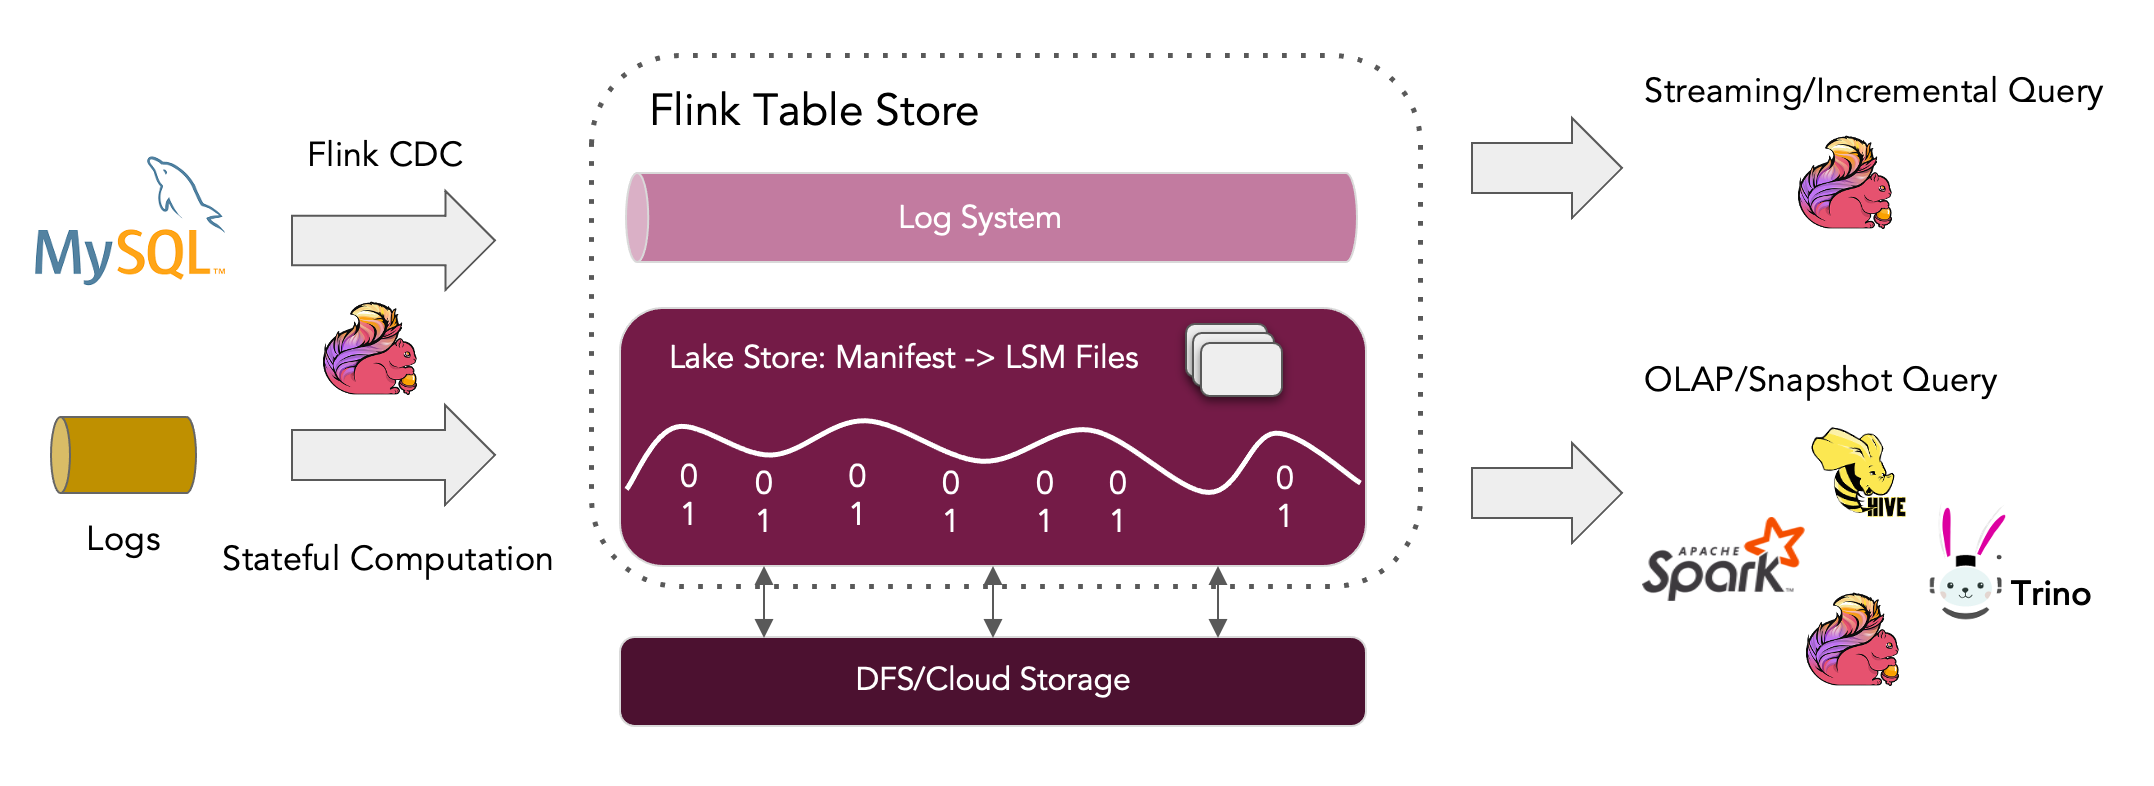 MySQL™
Flink CDC
Logs
Stateful Computation
Flink Table Store
Log System
Lake Store: Manifest -> LSM Files
0 0 0 0 0 0 0
1 1 1 1 1 1 1
DFS/Cloud Storage
Streaming/Incremental Query
OLAP/Snapshot Query
HIVE
APACHE
Spark™
Trino